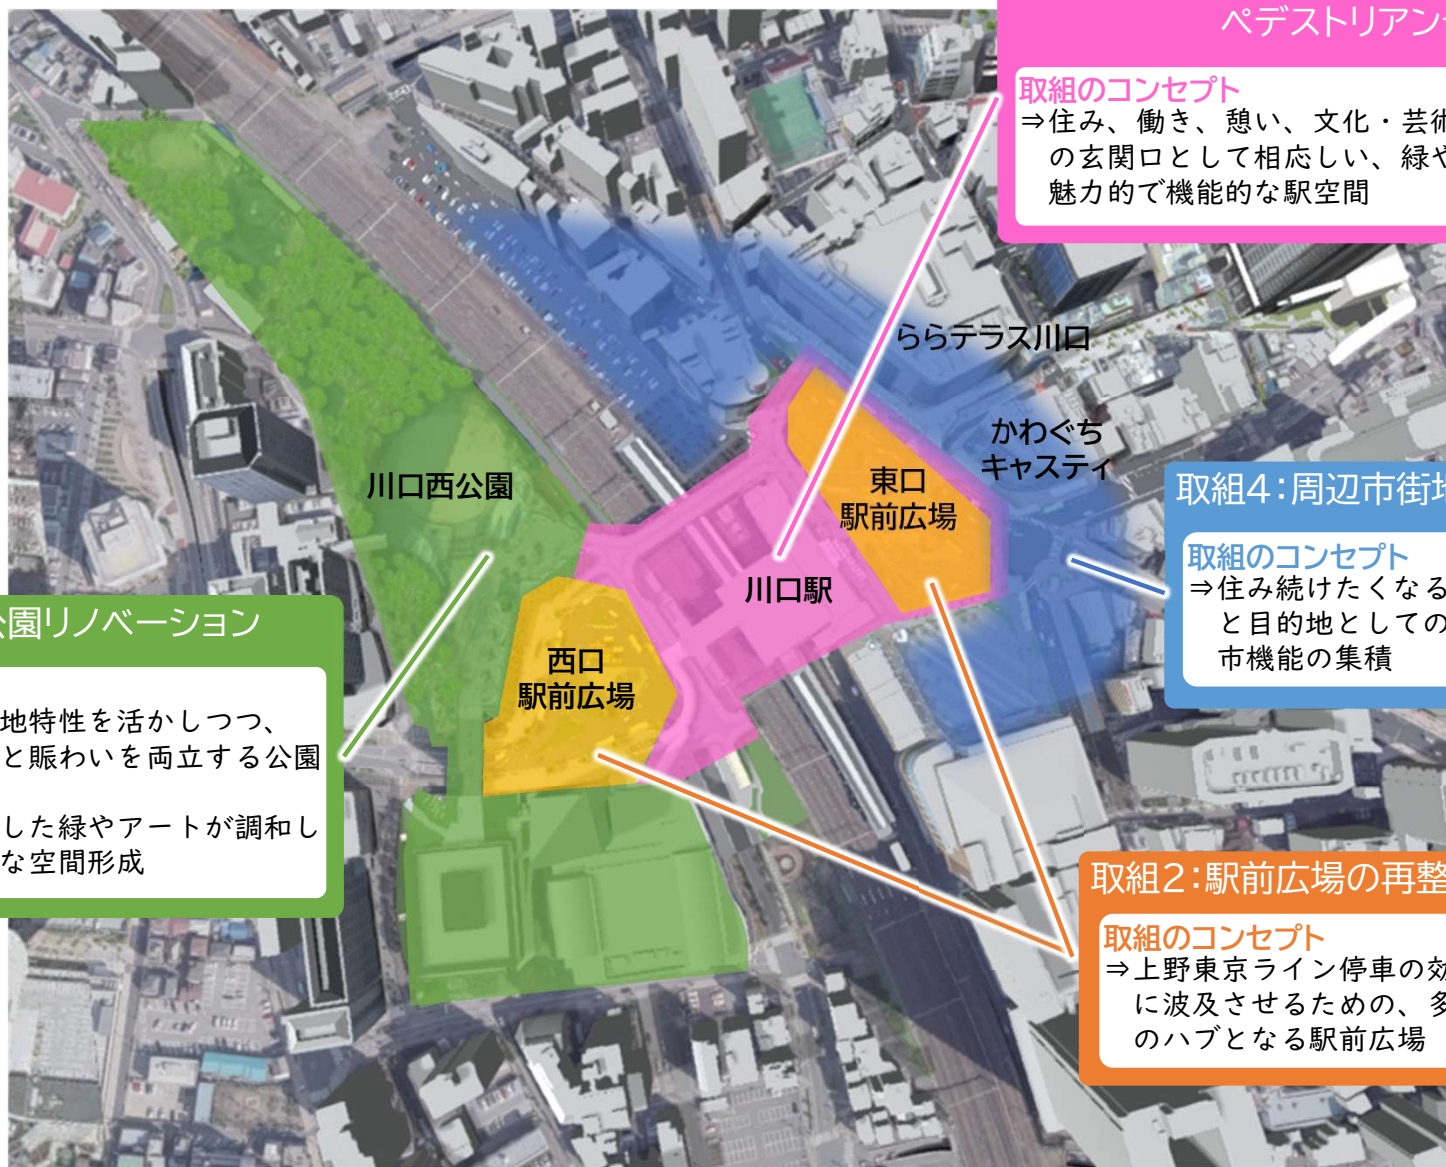 ペデストリアン
取組のコンセプト
⇒住み、働き、憩い、文化・芸術
の玄関口として相応しい、緑や
魅力的で機能的な駅空間
ららテラス川口
かわぐち
キャスティ
川口西公園
東口
駅前広場
川口駅
西口
駅前広場
取組4：周辺市街地
取組のコンセプト
⇒住み続けたくなる
と目的地としての
市機能の集積
園リノベーション
地特性を活かしつつ、
と賑わいを両立する公園
した緑やアートが調和し
な空間形成
取組2：駅前広場の再整
取組のコンセプト
⇒上野東京ライン停車の効
に波及させるための、多
のハブとなる駅前広場